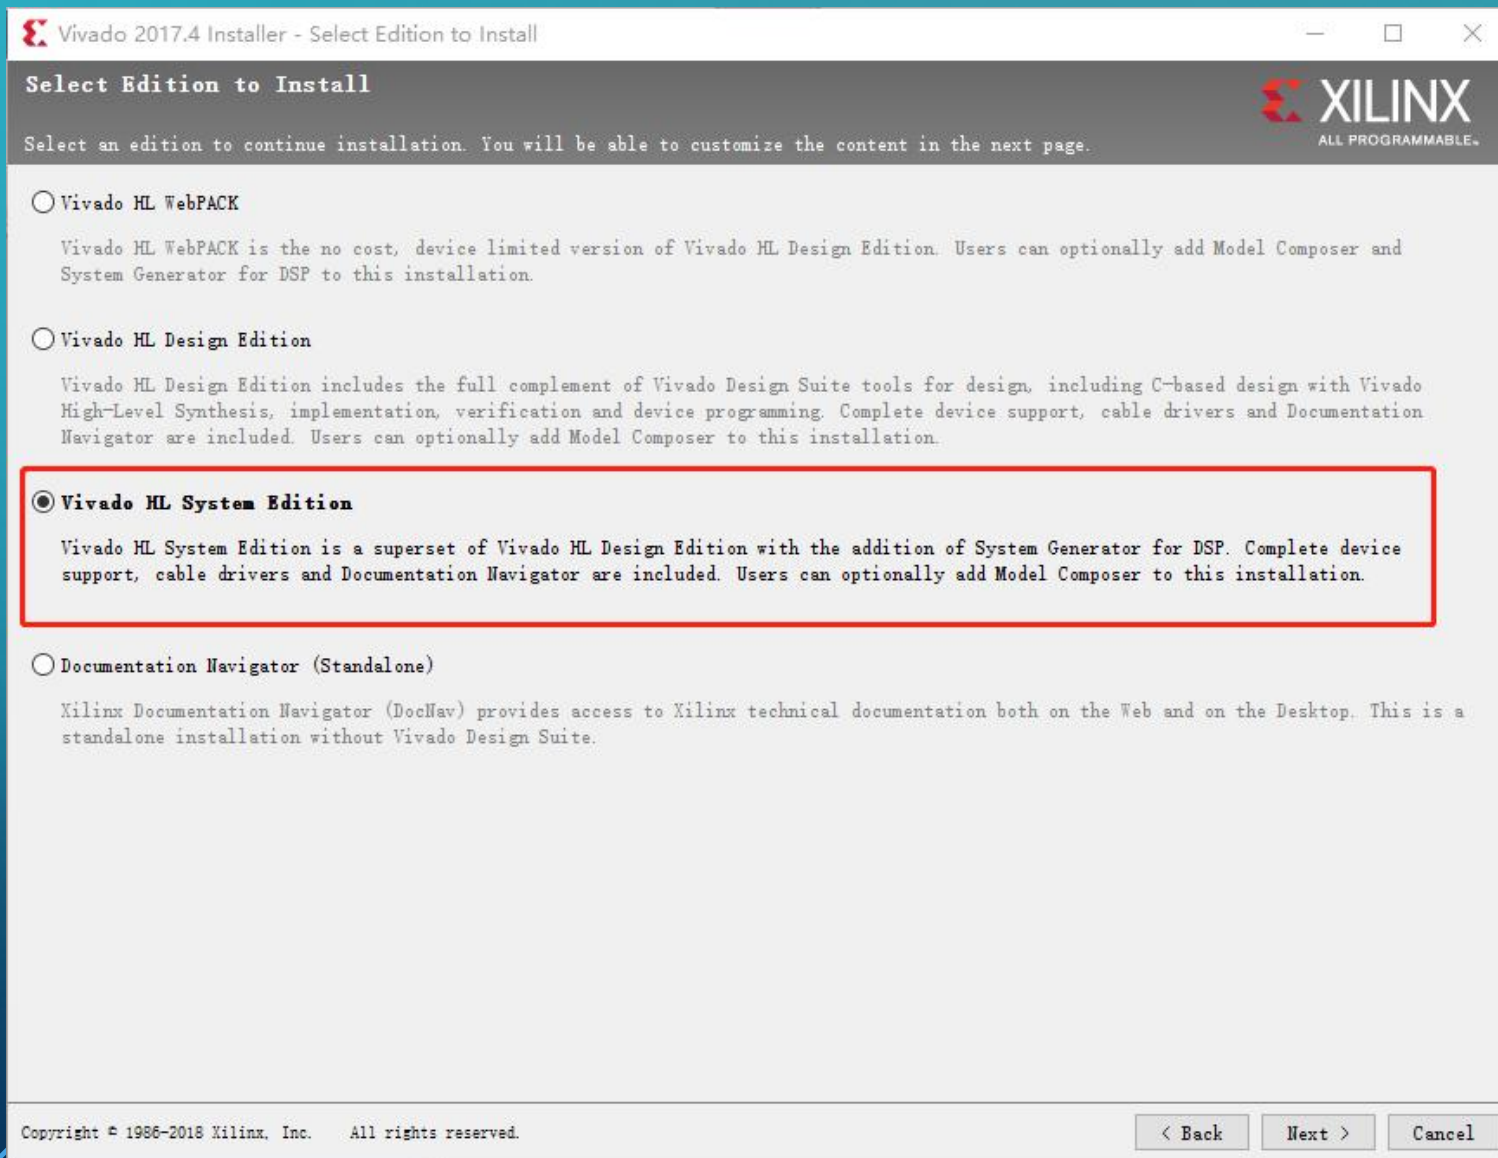 Vivado 2017.4 Installer - Select Edition to Install
Select Edition to Install
XILINX
ALL PROGRAMMABLE.
Select an edition to continue installation. You will be able to customize the content in the next page.
Vivado HL WebPACK
Vivado HL WebPACK is the no cost, device limited version of Vivado HL Design Edition. Users can optionally add Model Composer and
System Generator for DSP to this installation.
Vivado HL Design Edition
Vivado HL Design Edition includes the full complement of Vivado Design Suite tools for design, including C-based design with Vivado
High-Level Synthesis, implementation, verification and device programming. Complete device support, cable drivers and Documentation
Navigator are included. Users can optionally add Model Composer to this installation.
Vivado HL System Edition
Vivado HL System Edition is a superset of Vivado HL Design Edition with the addition of System Generator for DSP. Complete device
support, cable drivers and Documentation Navigator are included. Users can optionally add Model Composer to this installation.
Documentation Navigator (Standalone)
Xilinx Documentation Navigator (DocNav) provides access to Xilinx technical documentation both on the Web and on the Desktop. This is a
standalone installation without Vivado Design Suite.
Copyright © 1986-2018 Xilinx, Inc. All rights reserved.
< Back Next > Cancel